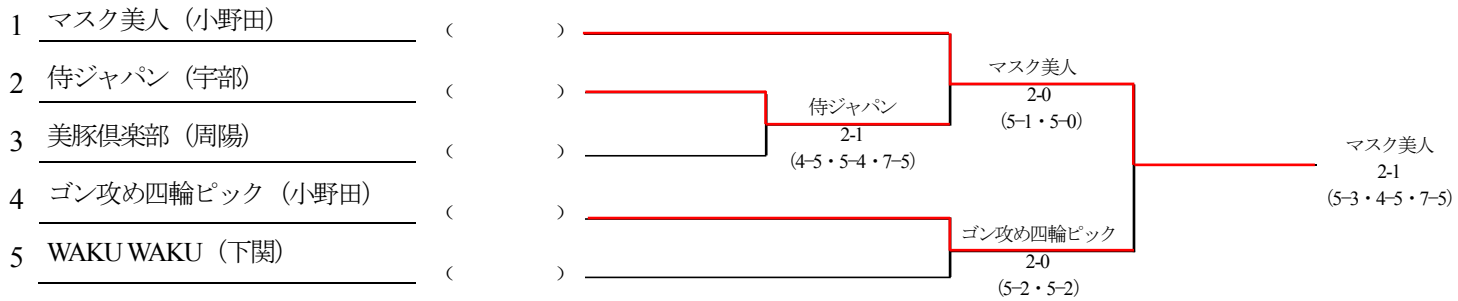 1 マスク美人（小野田） （ ）
2 侍ジャパン（宇部） （ ）
3 美豚倶楽部（周陽） （ ）
4 ゴン攻め四輪ピック（小野田） （ ）
5 WAKU WAKU（下関） （ ）
侍ジャパン
2-1
（4-5・5-4・7-5）
マスク美人
2-0
（5-1・5-0）
ゴン攻め四輪ピック
2-0
（5-2・5-2）
マスク美人
2-1
（5-3・4-5・7-5）